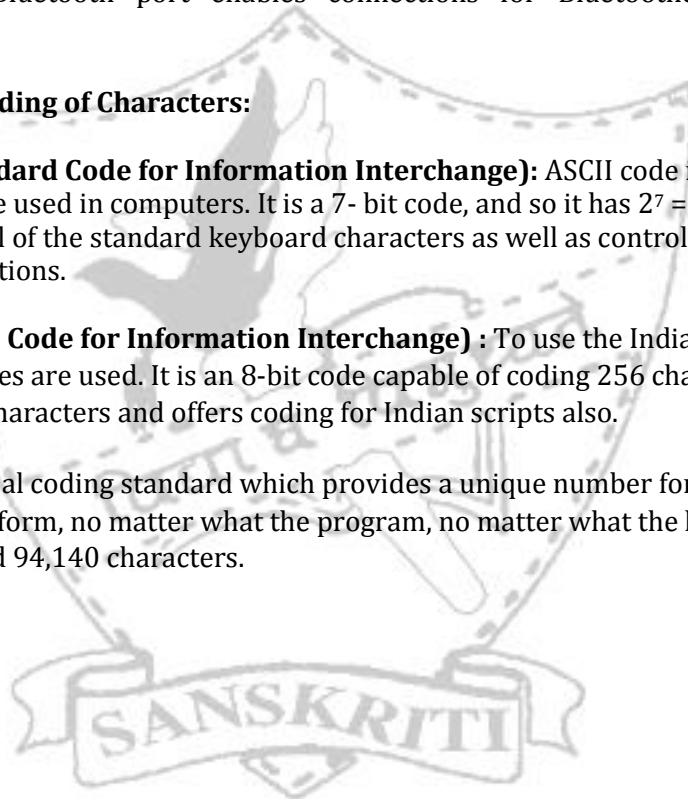 Bluetooth port enables connections for Bluetooth
ding of Characters:
dard Code for Information Interchange): ASCII code
e used in computers. It is a 7- bit code, and so it has 2⁷ =
l of the standard keyboard characters as well as control
tions.
Code for Information Interchange) : To use the India
es are used. It is an 8-bit code capable of coding 256 cha
haracters and offers coding for Indian scripts also.
al coding standard which provides a unique number for
form, no matter what the program, no matter what the l
d 94,140 characters.
SANSKRITI